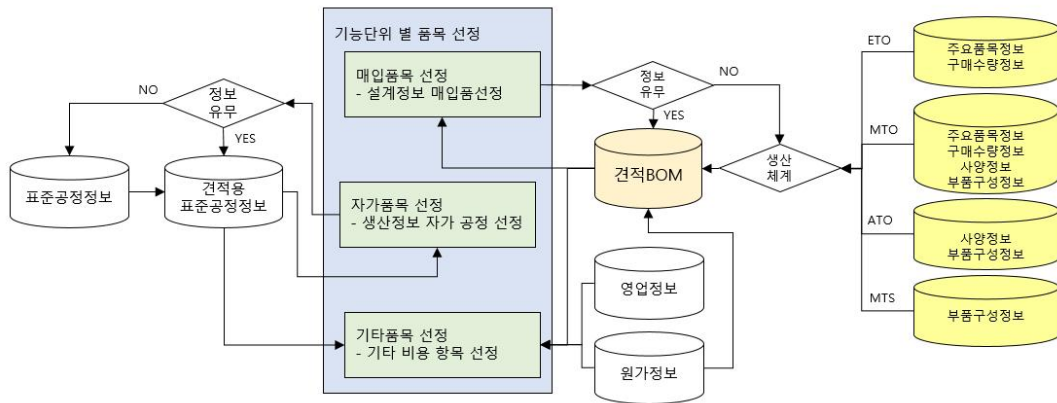 기능단위 별 품목 선정
매입품목 선정
- 설계정보 매입품선정
자가품목 선정
- 생산정보 자가 공정 선정
기타품목 선정
- 기타 비용 항목 선정
NO
정보
유무
YES
표준공정정보
견적용
표준공정정보
정보
유무
NO
YES
견적BOM
생산
체계
영업정보
원가정보
ETO
주요품목정보
구매수량정보
MTO
주요품목정보
구매수량정보
사양정보
부품구성정보
ATO
사양정보
부품구성정보
MTS
부품구성정보